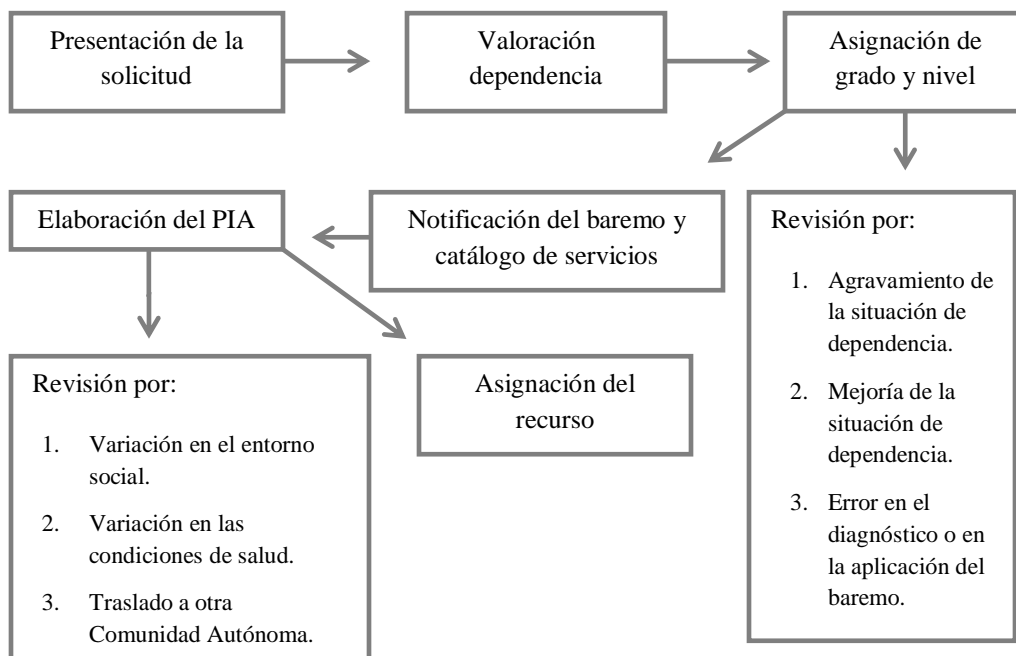 Presentación de la
solicitud
Valoración
dependencia
Asignación de
grado y nivel
Elaboración del PIA
Notificación del baremo y
catálogo de servicios
Revisión por:
1. Agravamiento de
la situación de
dependencia.
2. Mejoría de la
situación de
dependencia.
3. Error en el
diagnóstico o en
la aplicación del
baremo.
Revisión por:
1. Variación en el entorno
social.
2. Variación en las
condiciones de salud.
3. Traslado a otra
Comunidad Autónoma.
Asignación del
recurso